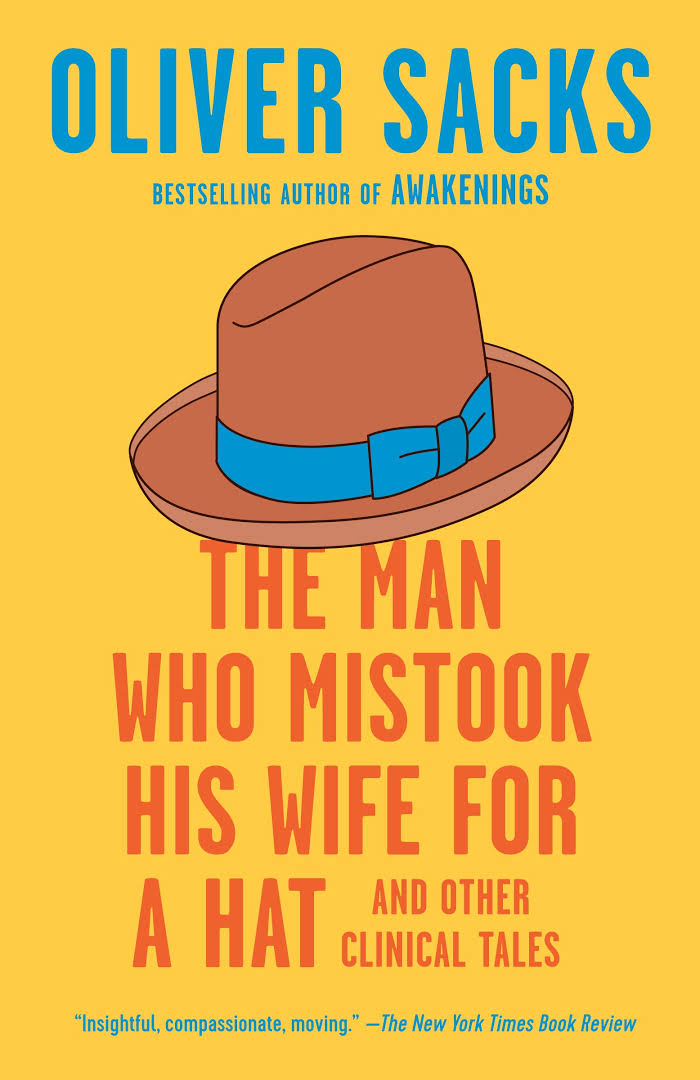 OLIVER SACKS
BESTSELLING AUTHOR OF AWAKENINGS
THE MAN
WHO MISTOOK
HIS WIFE FOR
A HAT AND OTHER
CLINICAL TALES
“Insightful, compassionate, moving.” —The New York Times Book Review